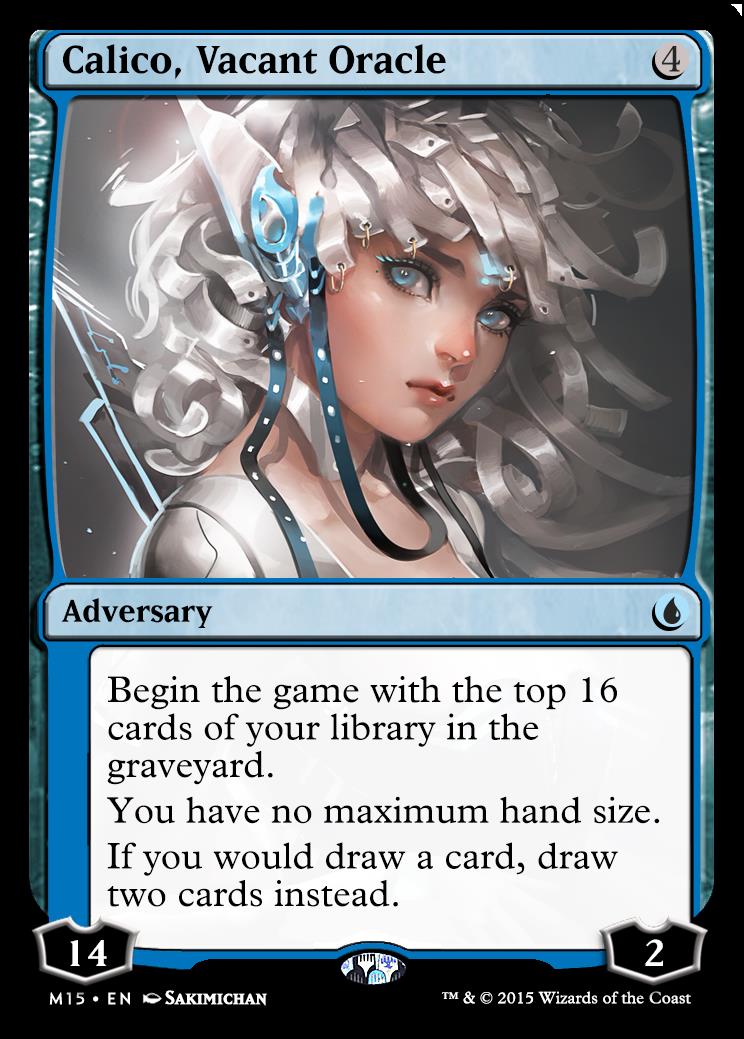 Calico, Vacant Oracle 4
Adversary
Begin the game with the top 16
cards of your library in the
graveyard.
You have no maximum hand size.
If you would draw a card, draw
two cards instead.
14 2
M15 • EN SAKIMICHAN ™ & © 2015 Wizards of the Coast